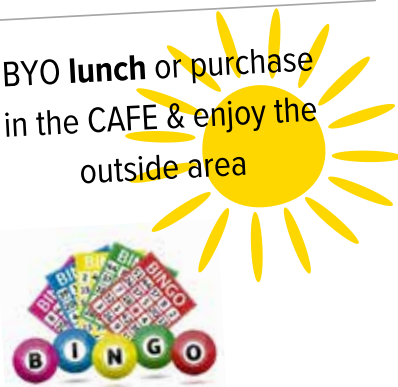 BYO lunch or purchase
in the CAFE & enjoy the
outside area
BINGO
B I N G O